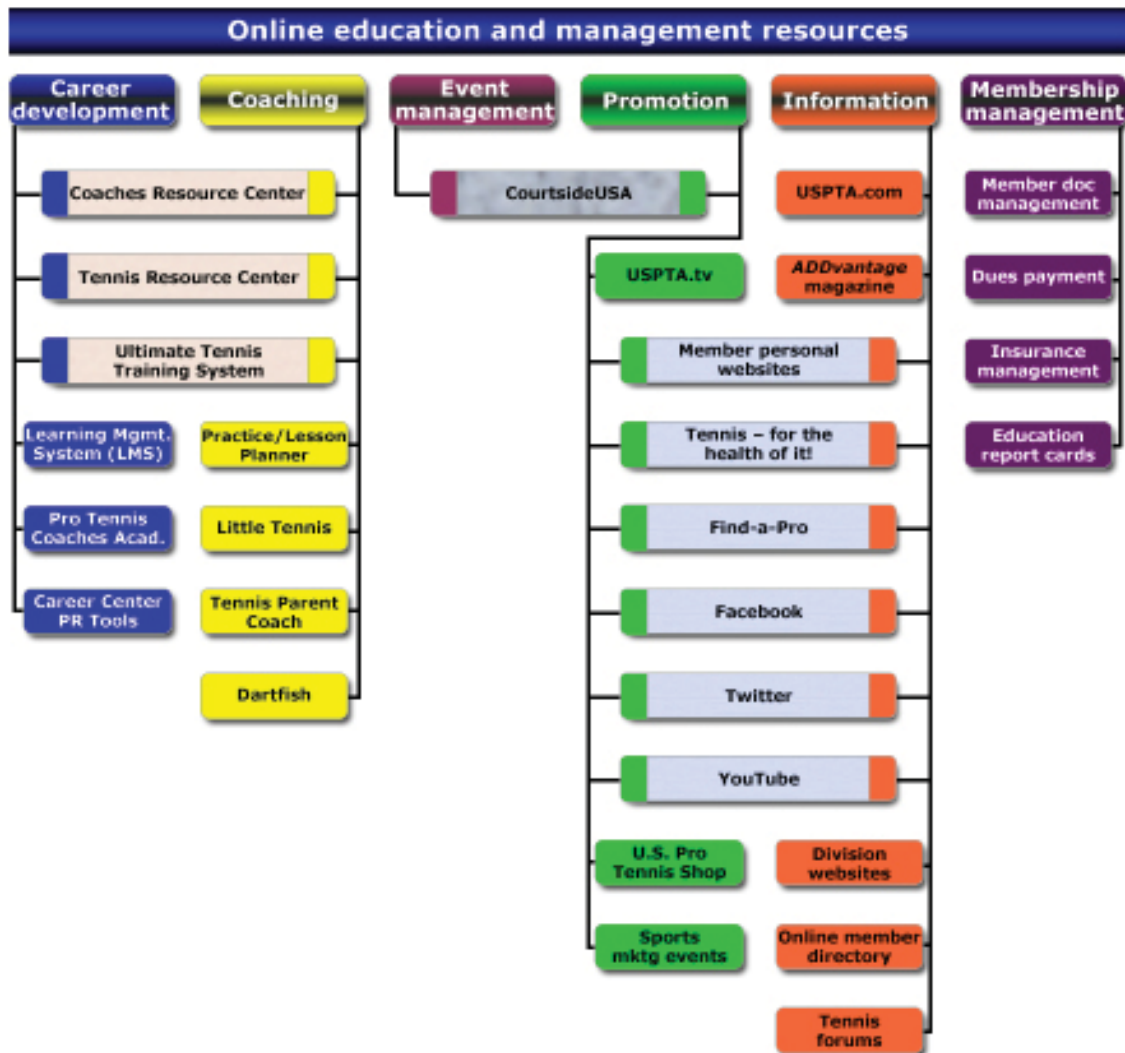 Online education and management resources
Career
development
Coaching
Event
management
Promotion
Information
Membership
management
Coaches Resource Center
CourtsideUSA
USPTA.com
Member doc
management
Tennis Resource Center
USPTA.tv
ADDvantage
magazine
Dues payment
Ultimate Tennis
Training System
Member personal
websites
Insurance
management
Learning Mgmt.
System (LMS)
Practice/Lesson
Planner
Tennis – for the
health of it!
Education
report cards
Pro Tennis
Coaches Acad.
Little Tennis
Find-a-Pro
Career Center
PR Tools
Tennis Parent
Coach
Facebook
Dartfish
Twitter
YouTube
U.S. Pro
Tennis Shop
Division
websites
Sports
mktg events
Online member
directory
Tennis
forums